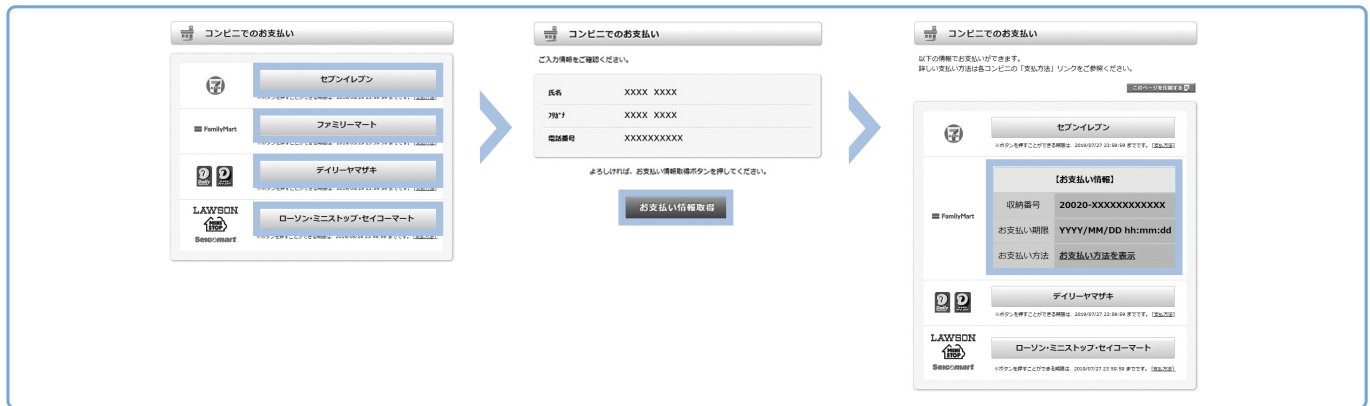 コンビニでのお支払い
セブンイレブン
FamilyMart
ファミリーマート
デイリーヤマザキ
LAWSON
MINI STOP
Seicomart
ローソン・ミニストップ・セイコーマート
コンビニでのお支払い
ご入力情報をご確認ください。
氏名 XXXX XXXX
ﾌﾘｶﾞﾅ XXXX XXXX
電話番号 XXXXXXXXXX
よろしければ、お支払い情報取得ボタンを押してください。
お支払い情報取得
コンビニでのお支払い
以下の情報でお支払いができます。
詳しい支払い方法は各コンビニの「支払方法」リンクをご参照ください。
このページを印刷する
セブンイレブン
※ボタンを押すことができる期限は、2019/07/27 23:59:59 までです。 [支払方法]
FamilyMart
【お支払い情報】
収納番号 20020-XXXXXXXXXXXX
お支払い期限 YYYY/MM/DD hh:mm:dd
お支払い方法 お支払い方法を表示
デイリーヤマザキ
※ボタンを押すことができる期限は、2019/07/27 23:59:59 までです。 [支払方法]
LAWSON
MINI STOP
Seicomart
ローソン・ミニストップ・セイコーマート
※ボタンを押すことができる期限は、2019/07/27 23:59:59 までです。 [支払方法]